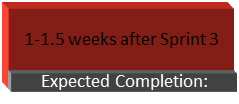 1-1.5 weeks after Sprint 3
Expected Completion: